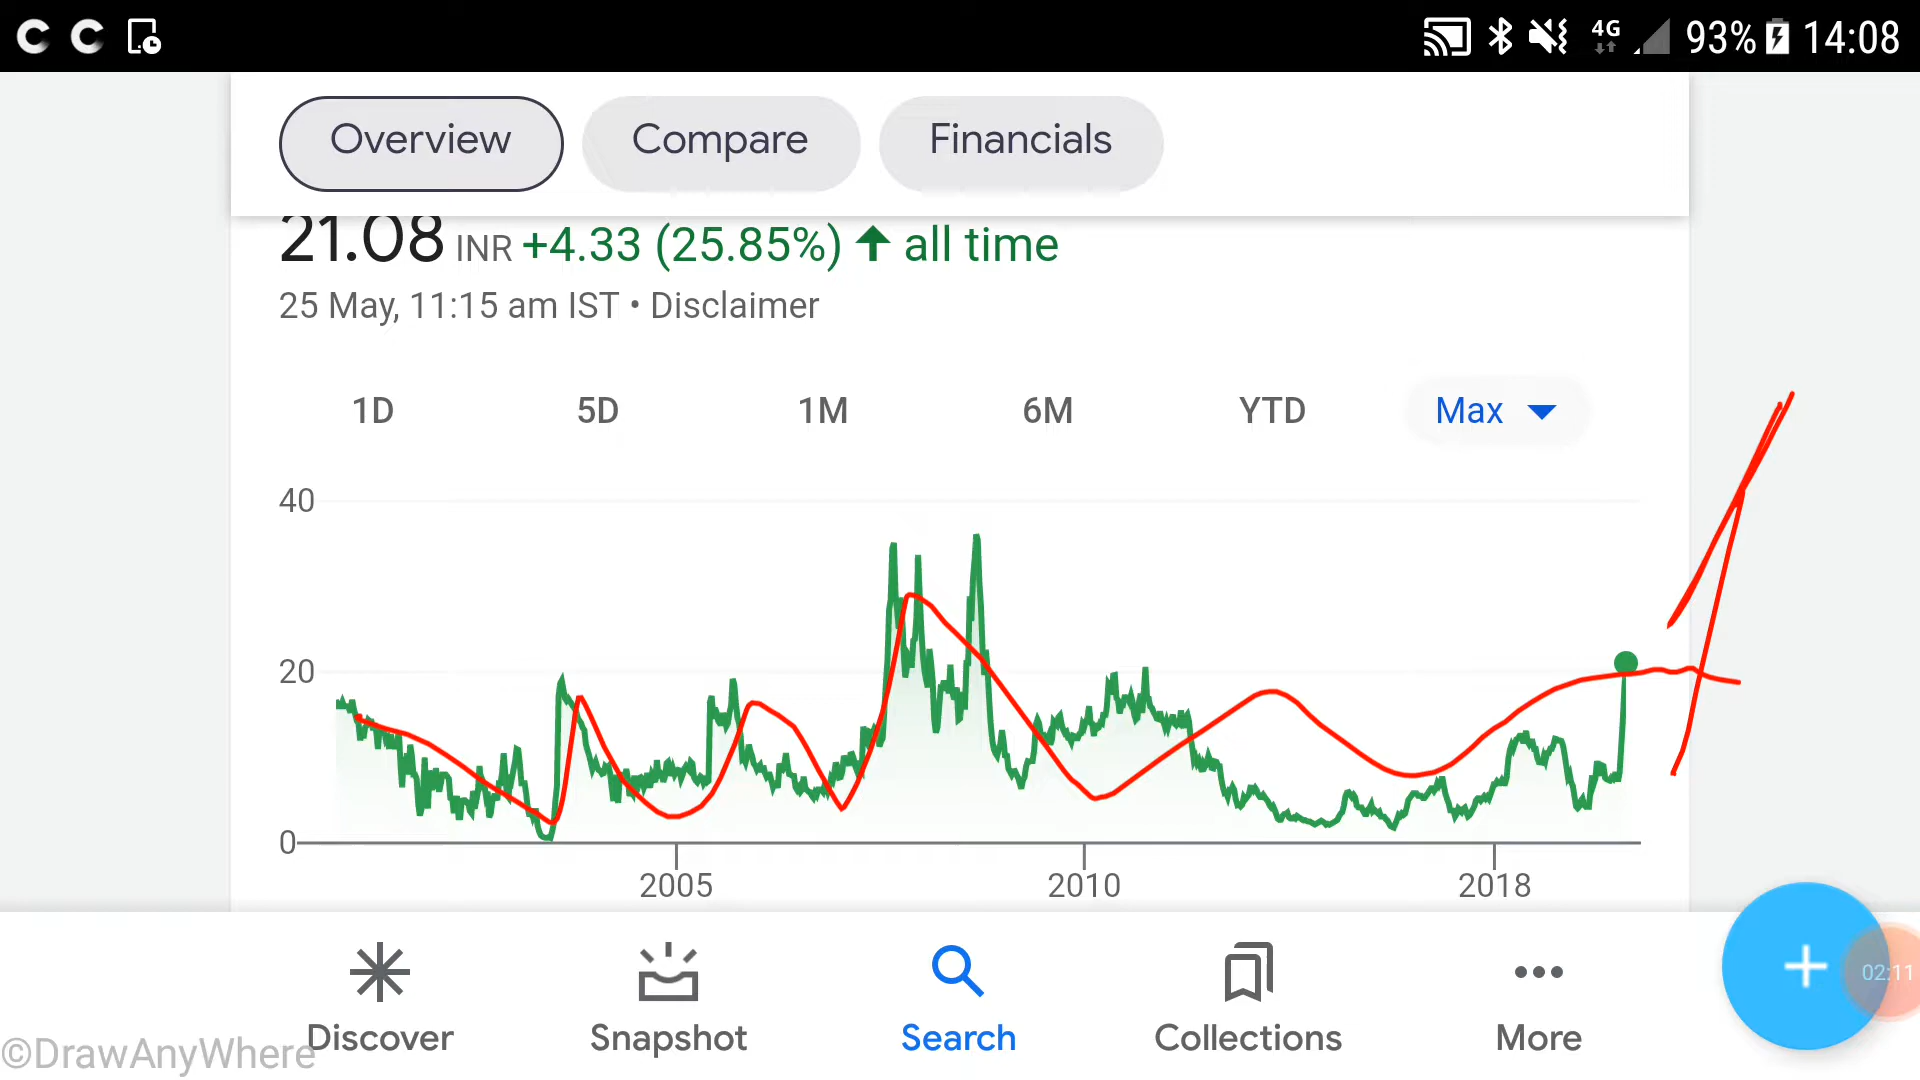 4G 93% 14:08
Overview Compare Financials
21.08 INR +4.33 (25.85%) all time
25 May, 11:15 am IST • Disclaimer
1D 5D 1M 6M YTD Max
40
20
0
2005 2010 2018
02:11
Discover Snapshot Search Collections More
©DrawAnyWhere